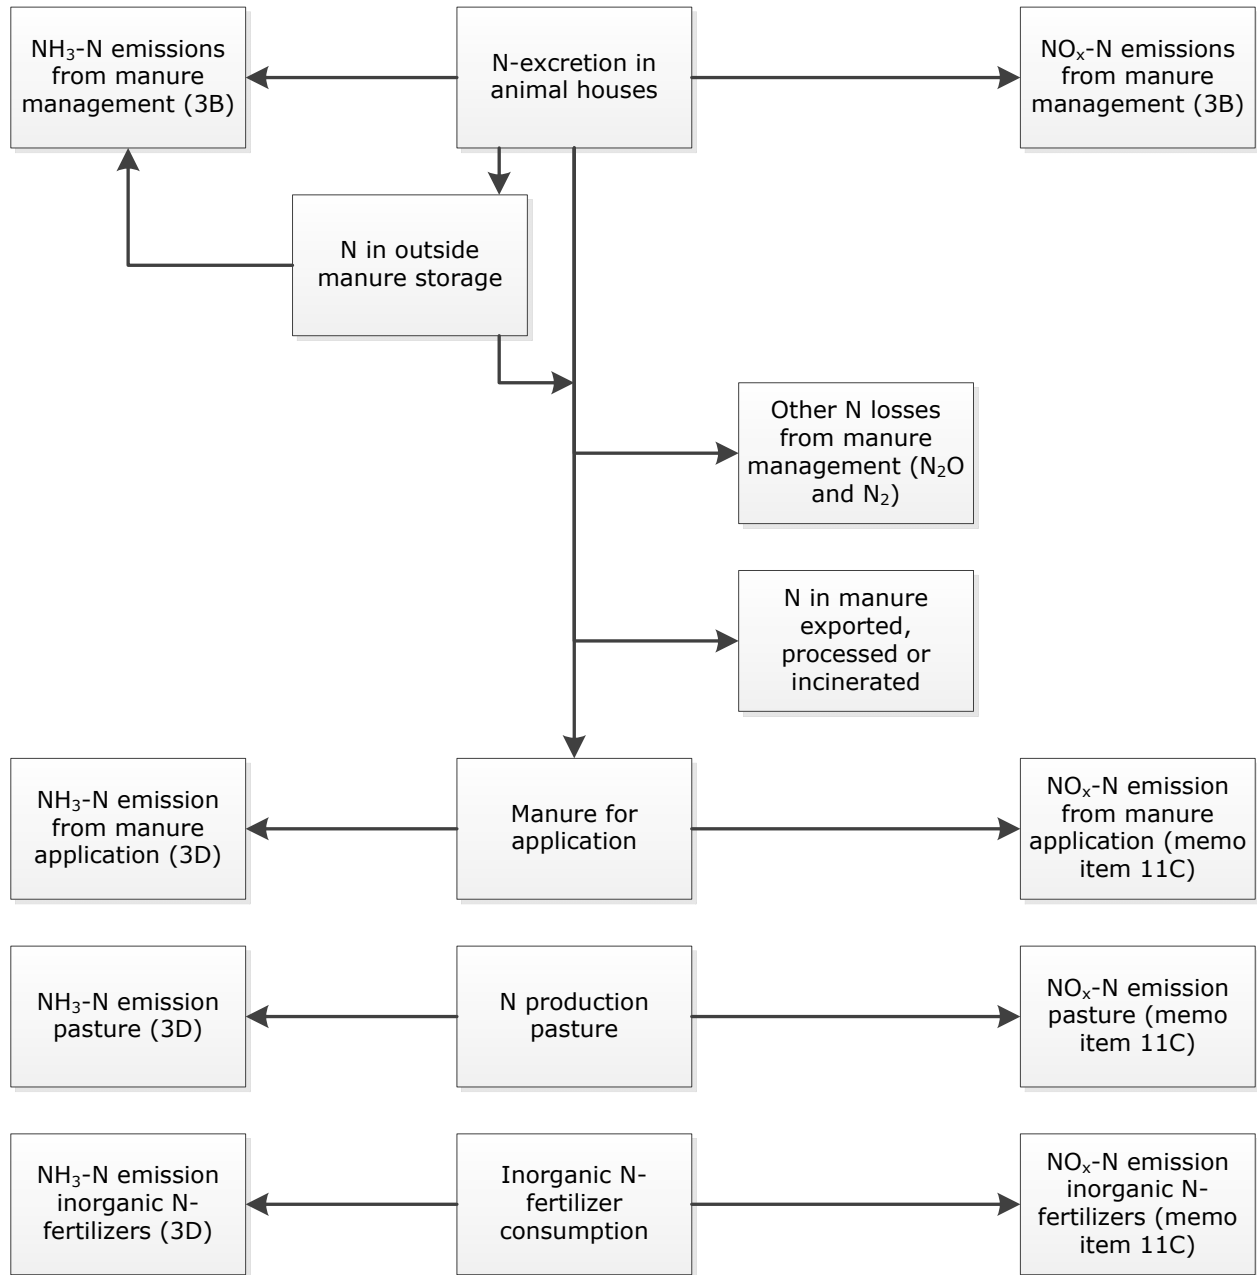 NH₃-N emissions
from manure
management (3B)
N-excretion in
animal houses
NOₓ-N emissions
from manure
management (3B)
N in outside
manure storage
Other N losses
from manure
management (N₂O
and N₂)
N in manure
exported,
processed or
incinerated
NH₃-N emission
from manure
application (3D)
Manure for
application
NOₓ-N emission
from manure
application (memo
item 11C)
NH₃-N emission
pasture (3D)
N production
pasture
NOₓ-N emission
pasture (memo
item 11C)
NH₃-N emission
inorganic N-
fertilizers (3D)
Inorganic N-
fertilizer
consumption
NOₓ-N emission
inorganic N-
fertilizers (memo
item 11C)